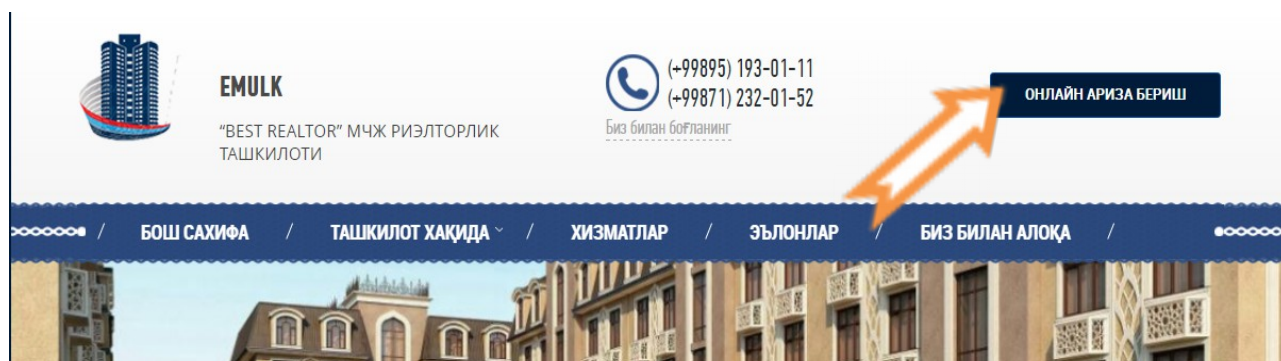 EMULK
“BEST REALTOR” МЧЖ РИЭЛТОРЛИК
ТАШКИЛОТИ
(+99895) 193-01-11
(+99871) 232-01-52
Биз билан боғланинг
ОНЛАЙН АРИЗА БЕРИШ
/ БОШ САХИФА / ТАШКИЛОТ ХАҚИДА / ХИЗМАТЛАР / ЭЪЛОНЛАР / БИЗ БИЛАН АЛОҚА /